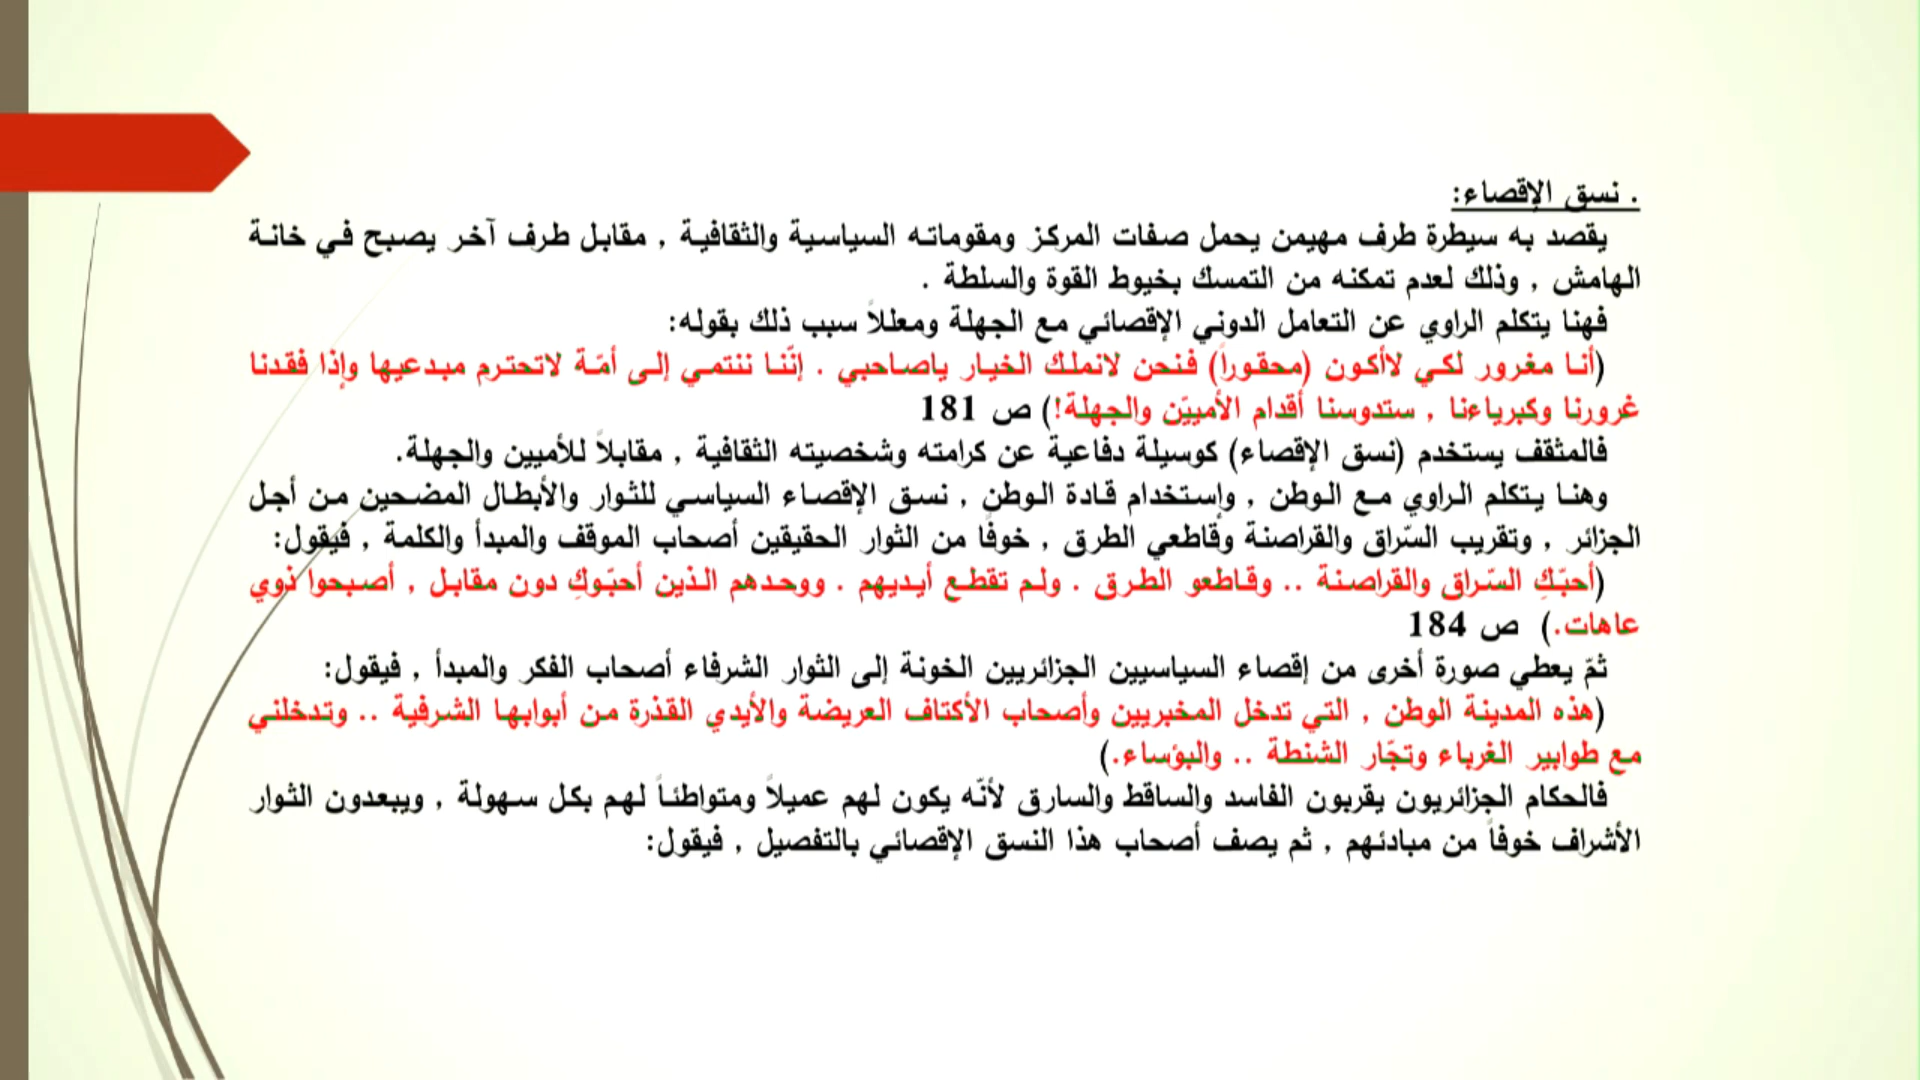 . نسق الإقصاء:
يقصد به سيطرة طرف مهيمن يحمل صفات المركز ومقوماته السياسية والثقافية , مقابل طرف آخر يصبح في خانة
الهامش , وذلك لعدم تمكنه من التمسك بخيوط القوة والسلطة .
فهنا يتكلم الراوي عن التعامل الدوني الإقصائي مع الجهلة ومعللاً سبب ذلك بقوله:
(أنا مغرور لكي لاأكون (محقوراً) فنحن لانملك الخيار ياصاحبي . إنّنا ننتمي إلى أمّة لاتحترم مبدعيها وإذا فقدنا
غرورنا وكبرياءنا , ستدوسنا أقدام الأمييّن والجهلة!) ص 181
فالمثقف يستخدم (نسق الإقصاء) كوسيلة دفاعية عن كرامته وشخصيته الثقافية , مقابلاً للأميين والجهلة.
وهنا يتكلم الراوي مع الوطن , وإستخدام قادة الوطن , نسق الإقصاء السياسي للثوار والأبطال المضحين من أجل
الجزائر , وتقريب السّراق والقراصنة وقاطعي الطرق , خوفًا من الثوار الحقيقين أصحاب الموقف والمبدأ والكلمة , فيقول:
(أحبّكِ السّراق والقراصنة .. وقاطعو الطرق . ولم تقطع أيديهم . ووحدهم الذين أحبّوكِ دون مقابل , أصبحوا ذوي
عاهات.) ص 184
ثمّ يعطي صورة أخرى من إقصاء السياسيين الجزائريين الخونة إلى الثوار الشرفاء أصحاب الفكر والمبدأ , فيقول:
(هذه المدينة الوطن , التي تدخل المخبريين وأصحاب الأكتاف العريضة والأيدي القذرة من أبوابها الشرفية .. وتدخلني
مع طوابير الغرباء وتجّار الشنطة .. والبؤساء.)
فالحكام الجزائريون يقربون الفاسد والساقط والسارق لأنّه يكون لهم عميلاً ومتواطئاً لهم بكل سهولة , ويبعدون الثوار
الأشراف خوفاً من مبادئهم , ثم يصف أصحاب هذا النسق الإقصائي بالتفصيل , فيقول: